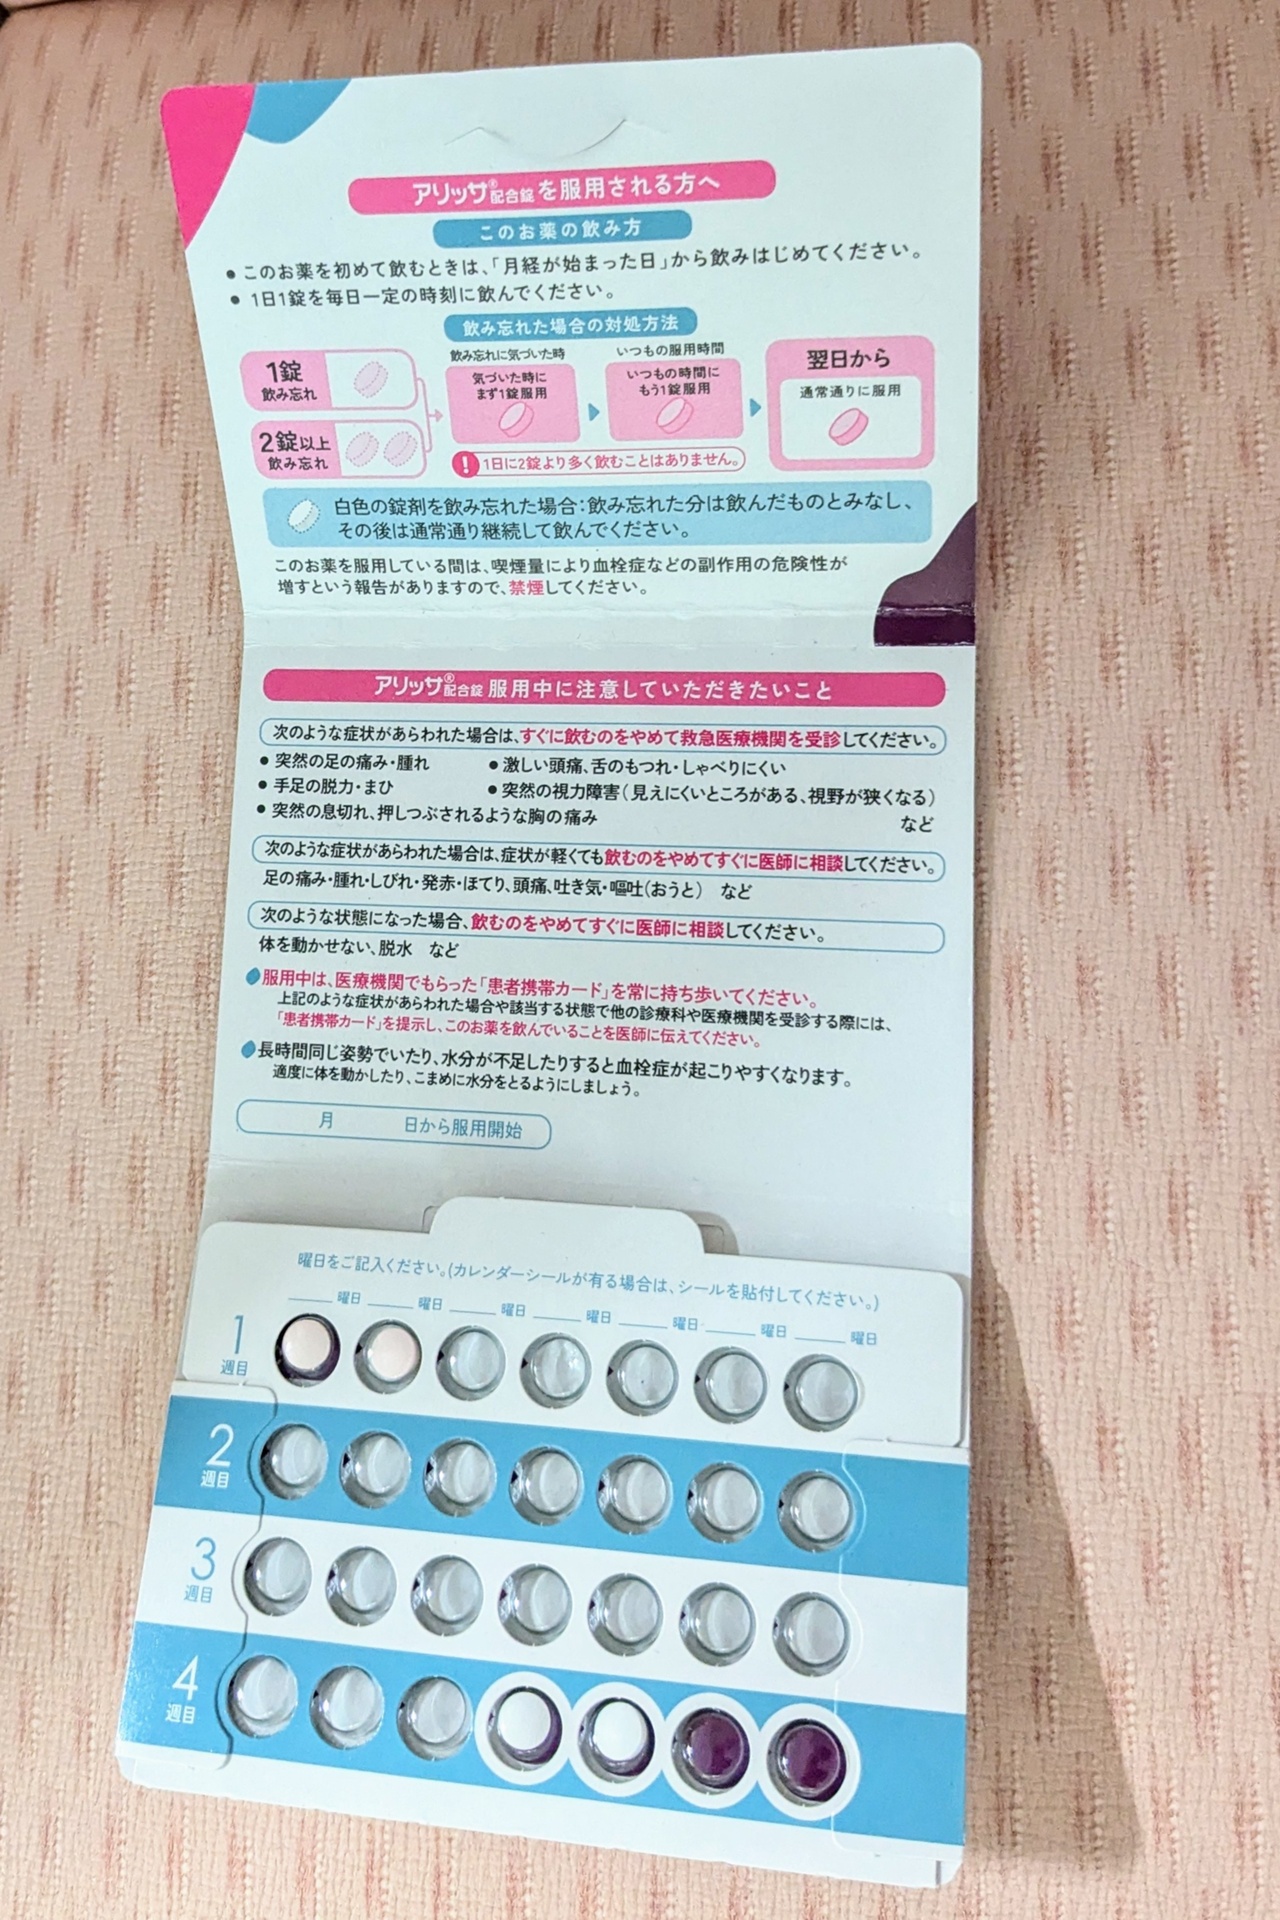 アリッサ®配合錠を服用される方へ
このお薬の飲み方
● このお薬を初めて飲むときは、「月経が始まった日」から飲みはじめてください。
● 1日1錠を毎日一定の時刻に飲んでください。
飲み忘れた場合の対処方法
1錠
飲み忘れ
2錠以上
飲み忘れ
飲み忘れに気づいた時
気づいた時に
まず1錠服用
いつもの服用時間
いつもの時間に
もう1錠服用
! 1日に2錠より多く飲むことはありません。
翌日から
通常通りに服用
白色の錠剤を飲み忘れた場合:飲み忘れた分は飲んだものとみなし、
その後は通常通り継続して飲んでください。
このお薬を服用している間は、喫煙量により血栓症などの副作用の危険性が
増すという報告がありますので、禁煙してください。
アリッサ®配合錠 服用中に注意していただきたいこと
次のような症状があらわれた場合は、すぐに飲むのをやめて救急医療機関を受診してください。
● 突然の足の痛み・腫れ
● 激しい頭痛、舌のもつれ・しゃべりにくい
● 手足の脱力・まひ
● 突然の視力障害(見えにくいところがある、視野が狭くなる)
● 突然の息切れ、押しつぶされるような胸の痛み
など
次のような症状があらわれた場合は、症状が軽くても飲むのをやめてすぐに医師に相談してください。
足の痛み・腫れ・しびれ・発赤・ほてり、頭痛、吐き気・嘔吐(おうと) など
次のような状態になった場合、飲むのをやめてすぐに医師に相談してください。
体を動かせない、脱水 など
服用中は、医療機関でもらった「患者携帯カード」を常に持ち歩いてください。
上記のような症状があらわれた場合や該当する状態で他の診療科や医療機関を受診する際には、
「患者携帯カード」を提示し、このお薬を飲んでいることを医師に伝えてください。
長時間同じ姿勢でいたり、水分が不足したりすると血栓症が起こりやすくなります。
適度に体を動かしたり、こまめに水分をとるようにしましょう。
月 日から服用開始
曜日をご記入ください。(カレンダーシールが有る場合は、シールを貼付してください。)
曜日 曜日 曜日 曜日 曜日 曜日 曜日
1
週目
2
週目
3
週目
4
週目